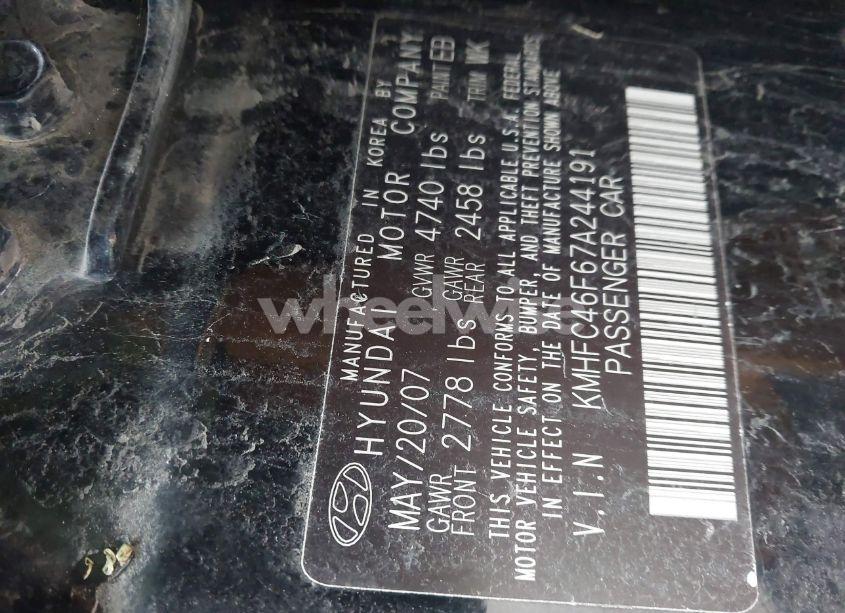 MANUFACTURED IN KOREA BY
HYUNDAI MOTOR COMPANY
MAY/20/07 GVWR 4740 lbs PAINT EB
GAWR FRONT 2778 lbs GAWR REAR 2458 lbs TRIM WK
THIS VEHICLE CONFORMS TO ALL APPLICABLE U.S.A. FEDERAL
MOTOR VEHICLE SAFETY, BUMPER, AND THEFT PREVENTION STANDARDS
IN EFFECT ON THE DATE OF MANUFACTURE SHOWN ABOVE
V.I.N KMHFC46F67A244191
PASSENGER CAR